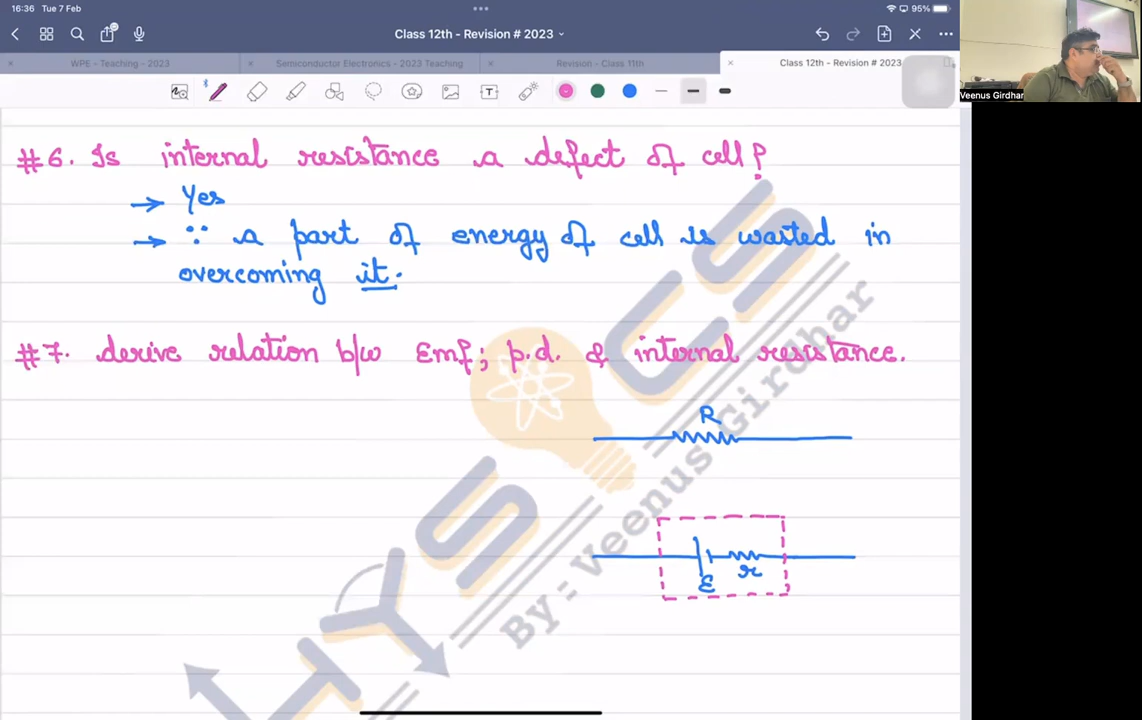 16:36 Tue 7 Feb
95%
Class 12th - Revision # 2023
WPE - Teaching - 2023
Semiconductor Electronics - 2023 Teaching
Revision - Class 11th
Class 12th - Revision # 2023
T
Veenus Girdhar
#6. Is internal resistance a defect of cell?
→ Yes
→ ∵ a part of energy of cell is wasted in
overcoming it.
#7. derive relation b/w Emf; p.d. & internal resistance.
R
ε
r
HYSICS
By: Veenus Girdhar